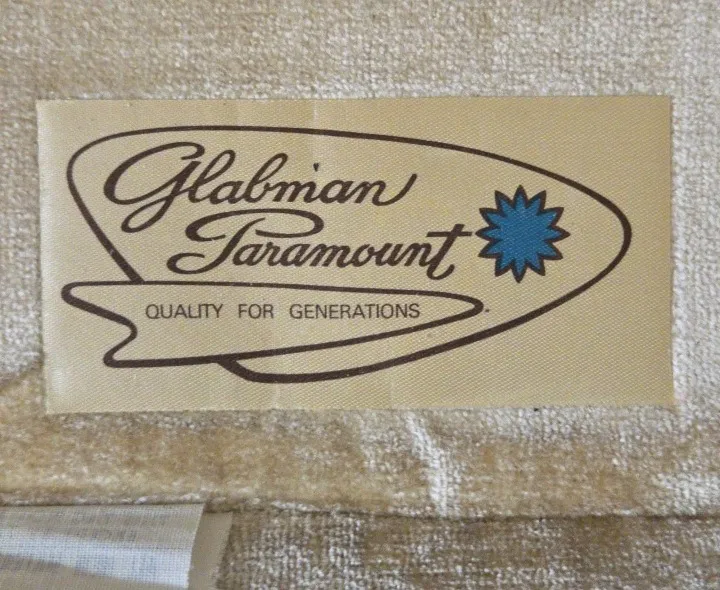 Glabman
Paramount
QUALITY FOR GENERATIONS